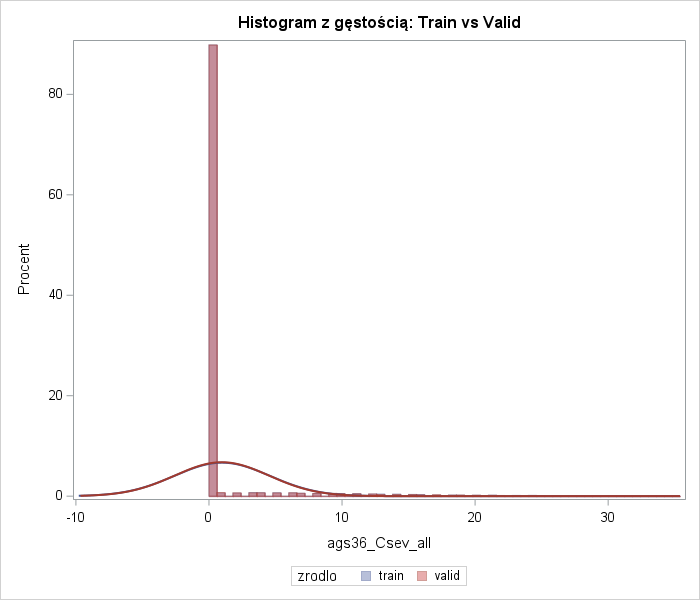 Histogram z gęstością: Train vs Valid
80
60
40
20
0
Procent
-10 0 10 20 30
ags36_Csev_all
zrodlo train valid